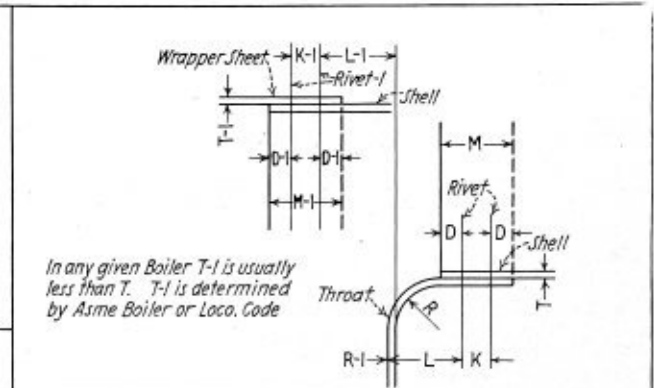 K-1
L-1
Wrapper Sheet
Rivet-1
Shell
T-1
D-1
D-1
M-1
M
Rivet
D
D
Shell
In any given Boiler T-1 is usually
less than T. T-1 is determined
by Asme Boiler or Loco. Code
Throat
R
T
R-1
L
K